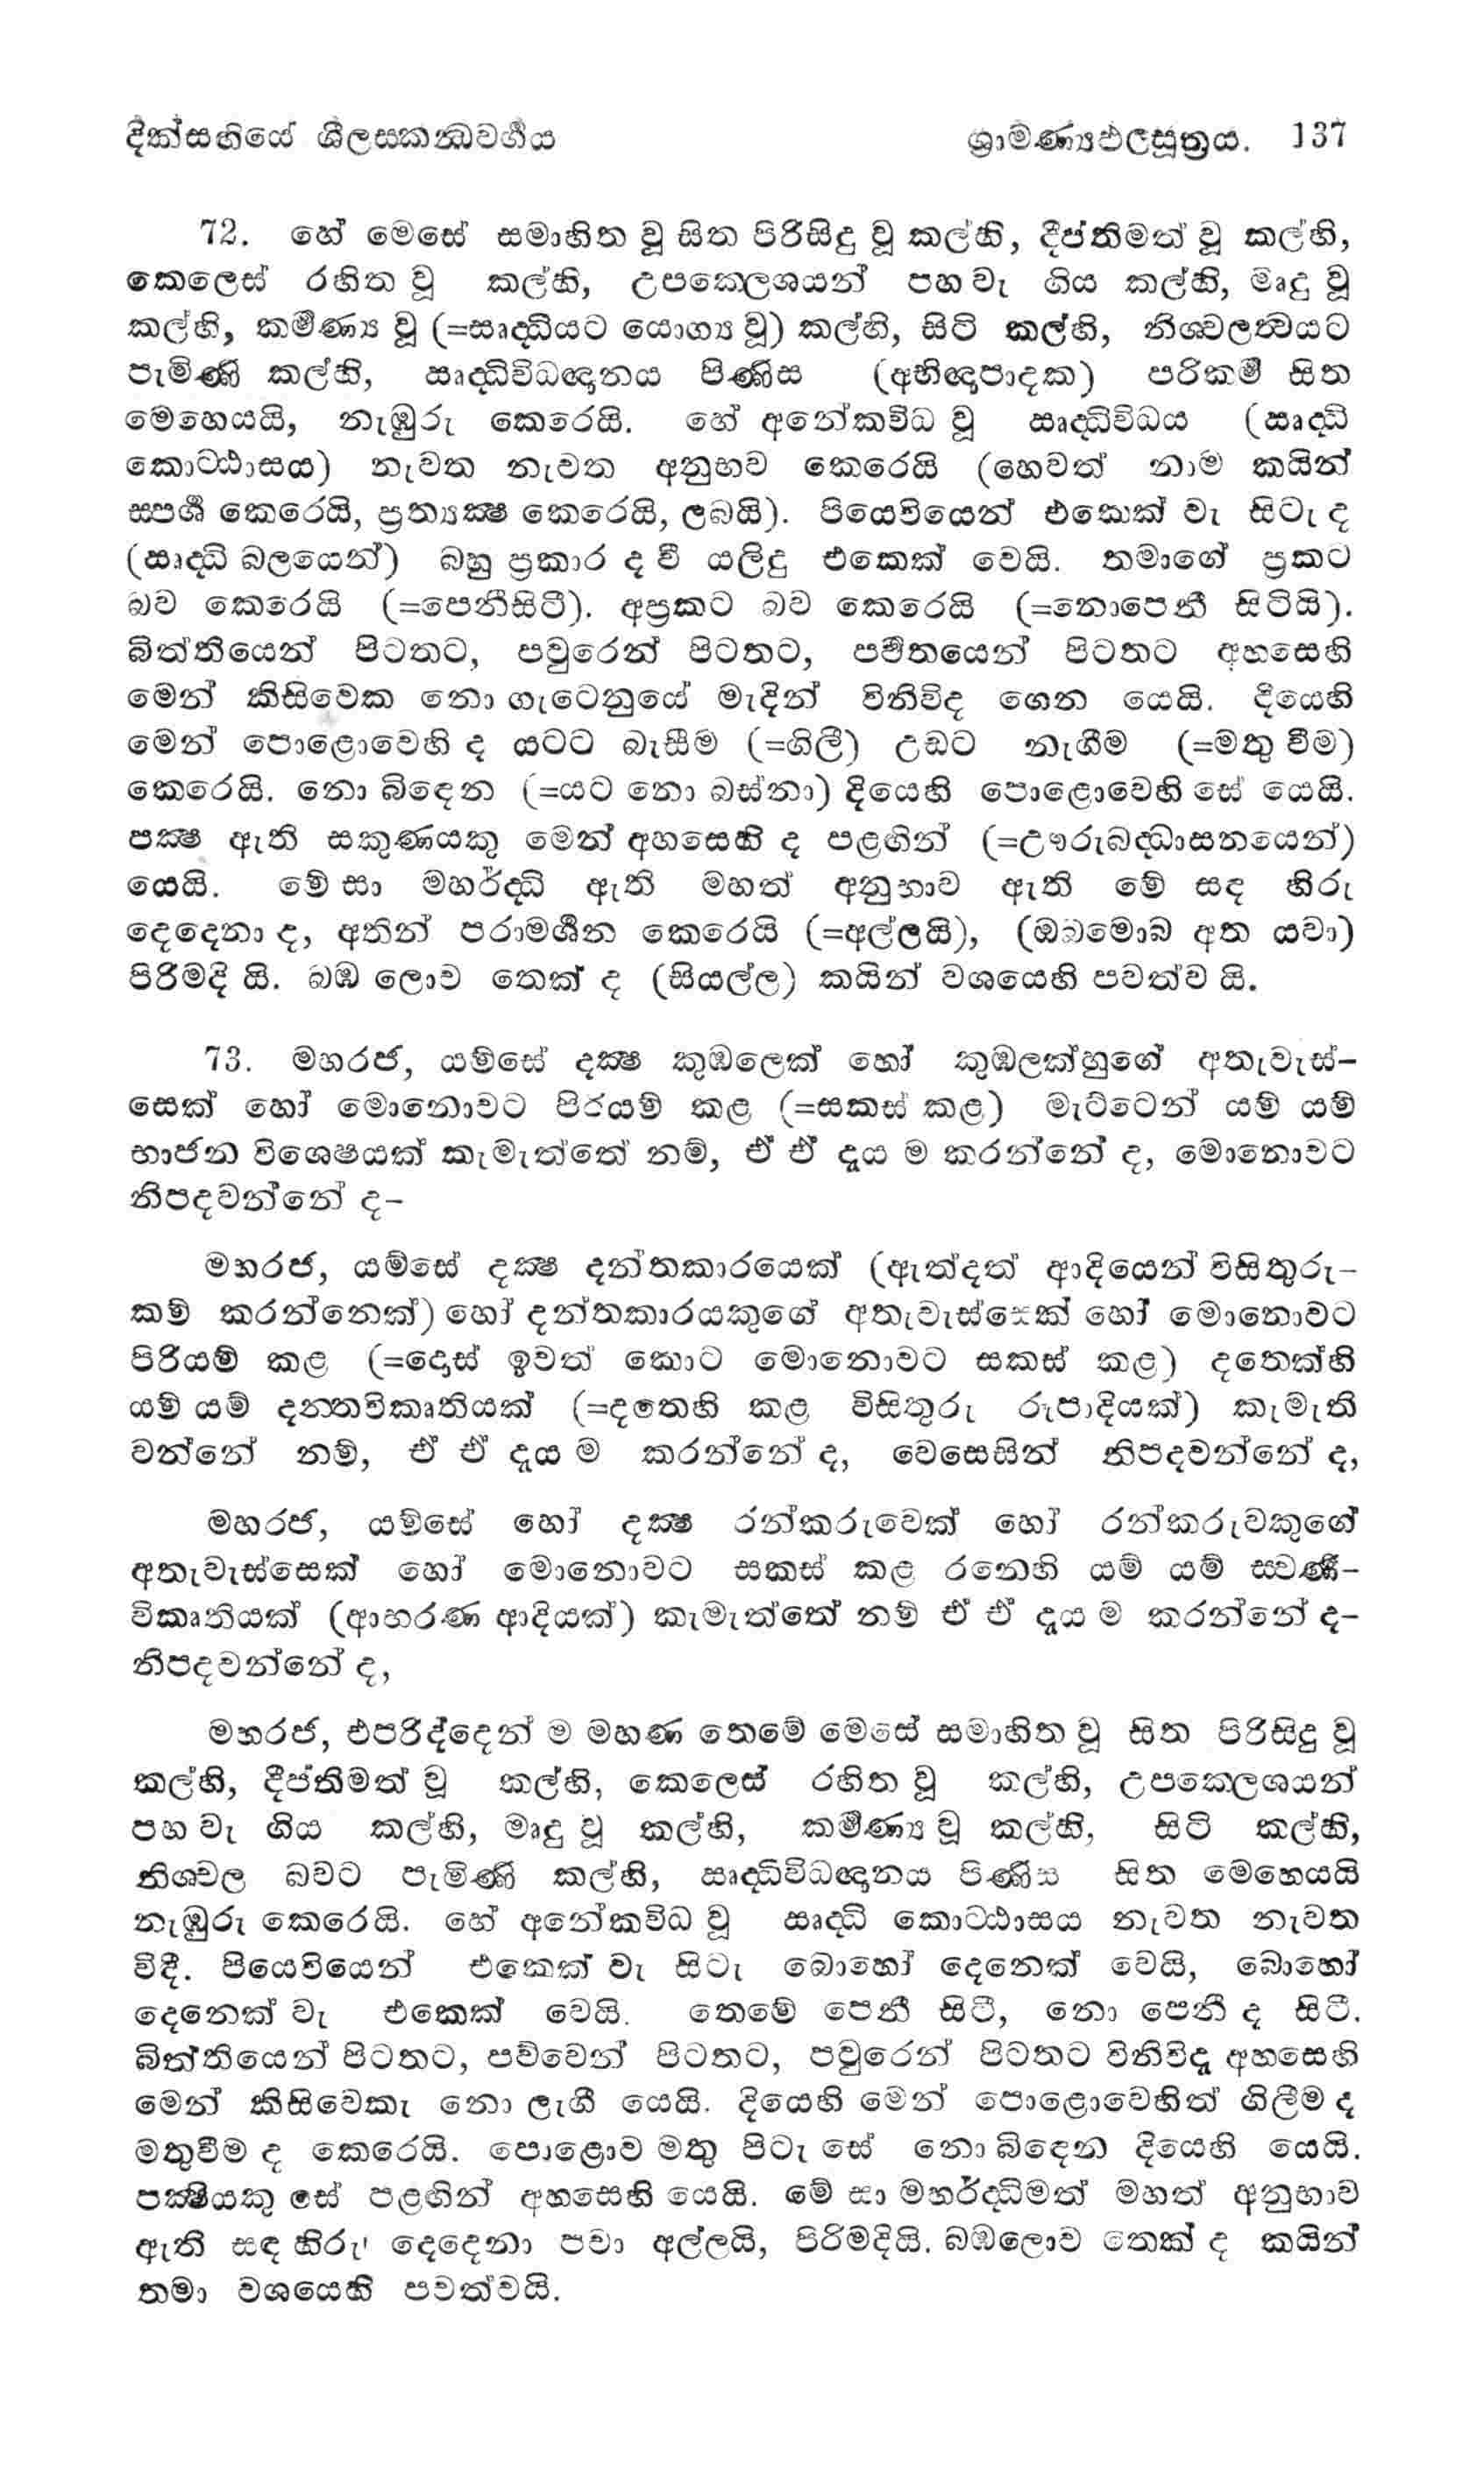 දික්සඟියේ ශීලසකන්‍ධවර්‍ගය ශ්‍රාමණ්‍යඵලසූත්‍රය. 137
72. හේ මෙසේ සමාහිත වූ සිත පිරිසිදු වූ කල්හි, දීප්තිමත් වූ කල්හි,
කෙලෙස් රහිත වූ කල්හි, උපක්ලෙශයන් පහ වැ ගිය කල්හි, මෘදු වූ
කල්හි, කර්‍මණ්‍ය වූ (=ඍද්‍ධියට යොග්‍ය වූ) කල්හි, සිටි කල්හි, නිශ්චලත්‍වයට
පැමිණි කල්හි, ඍද්‍ධිවිධඥානය පිණිස (අභිඥාපාදක) පරිකර්‍ම සිත
මෙහෙයයි, නැඹුරු කෙරෙයි. හේ අනේකවිධ වූ ඍද්‍ධිවිධය (ඍද්‍ධි
කොට්ඨාසය) නැවත නැවත අනුභව කෙරෙයි (හෙවත් නාම කයින්
ස්පර්‍ශ කෙරෙයි, ප්‍රත්‍යක්‍ෂ කෙරෙයි, ලබයි). පියෙවියෙන් එකෙක් වැ සිටැ ද
(ඍද්‍ධි බලයෙන්) බහු ප්‍රකාර ද වී යලිදු එකෙක් වෙයි. තමාගේ ප්‍රකට
බව කෙරෙයි (=පෙනීසිටී). අප්‍රකට බව කෙරෙයි (=නොපෙනී සිටියි).
බිත්තියෙන් පිටතට, පවුරෙන් පිටතට, පර්‍වතයෙන් පිටතට අහසෙහි
මෙන් කිසිවෙක නො ගැටෙනුයේ මැදින් විනිවිද ගෙන යෙයි. දියෙහි
මෙන් පොළොවෙහි ද යටට බැසීම (=ගිලී) උඩට නැගීම (=මතු වීම)
කෙරෙයි. නො බිඳෙන (=යට නො බස්නා) දියෙහි පොළොවෙහි සේ යෙයි.
පක්‍ෂ ඇති සකුණයකු මෙන් අහසෙහි ද පළඟින් (=ඌරුබද්‍ධාසනයෙන්)
යෙයි. මේ සා මහර්ද්‍ධි ඇති මහත් අනුභාව ඇති මේ සඳ හිරු
දෙදෙනා ද, අතින් පරාමර්‍ශන කෙරෙයි (=අල්ලයි), (ඔබමොබ අත යවා)
පිරිමදි යි. බඹ ලොව තෙක් ද (සියල්ල) කයින් වශයෙහි පවත්ව යි.
73. මහරජ, යම්සේ දක්‍ෂ කුඹලෙක් හෝ කුඹලක්හුගේ අතැවැස්-
සෙක් හෝ මොනොවට පිරියම් කළ (=සකස් කළ) මැට්ටෙන් යම් යම්
භාජන විශෙෂයක් කැමැත්තේ නම්, ඒ ඒ දැය ම කරන්නේ ද, මොනොවට
නිපදවන්නේ ද-
මහරජ, යම්සේ දක්‍ෂ දන්තකාරයෙක් (ඇත්දත් ආදියෙන් විසිතුරු-
කම් කරන්නෙක්) හෝ දන්තකාරයකුගේ අතැවැස්සෙක් හෝ මොනොවට
පිරියම් කළ (=දොස් ඉවත් කොට මොනොවට සකස් කළ) දතෙක්හි
යම් යම් දන්තවිකෘතියක් (=දතෙහි කළ විසිතුරු රූපාදියක්) කැමැති
වන්නේ නම්, ඒ ඒ දැය ම කරන්නේ ද, වෙසෙසින් නිපදවන්නේ ද,
මහරජ, යම්සේ හෝ දක්‍ෂ රන්කරුවෙක් හෝ රන්කරුවකුගේ
අතැවැස්සෙක් හෝ මොනොවට සකස් කළ රනෙහි යම් යම් ස්වර්‍ණ-
විකෘතියක් (ආභරණ ආදියක්) කැමැත්තේ නම් ඒ ඒ දැය ම කරන්නේ ද-
නිපදවන්නේ ද,
මහරජ, එපරිද්දෙන් ම මහණ තෙමේ මෙසේ සමාහිත වූ සිත පිරිසිදු වූ
කල්හි, දීප්තිමත් වූ කල්හි, කෙලෙස් රහිත වූ කල්හි, උපක්ලෙශයන්
පහ වැ ගිය කල්හි, මෘදු වූ කල්හි, කර්‍මණ්‍ය වූ කල්හි, සිටි කල්හි,
නිශ්චල බවට පැමිණි කල්හි, ඍද්‍ධිවිධඥානය පිණිස සිත මෙහෙයයි
නැඹුරු කෙරෙයි. හේ අනේකවිධ වූ ඍද්‍ධි කොට්ඨාසය නැවත නැවත
විදී. පියෙවියෙන් එකෙක් වැ සිටැ බොහෝ දෙනෙක් වෙයි, බොහෝ
දෙනෙක් වැ එකෙක් වෙයි. තෙමේ පෙනී සිටී, නො පෙනී ද සිටී.
බිත්තියෙන් පිටතට, පව්වෙන් පිටතට, පවුරෙන් පිටතට විනිවිදැ අහසෙහි
මෙන් කිසිවෙකැ නො ලැගී යෙයි. දියෙහි මෙන් පොළොවෙහිත් ගිලීම ද
මතුවීම ද කෙරෙයි. පොළොව මතු පිටැ සේ නො බිඳෙන දියෙහි යෙයි.
පක්‍ෂියකු සේ පළඟින් අහසෙහි යෙයි. මේ සා මහර්ද්‍ධිමත් මහත් අනුභාව
ඇති සඳ හිරු දෙදෙනා පවා අල්ලයි, පිරිමදියි. බඹලොව තෙක් ද කයින්
තමා වශයෙහි පවත්වයි.